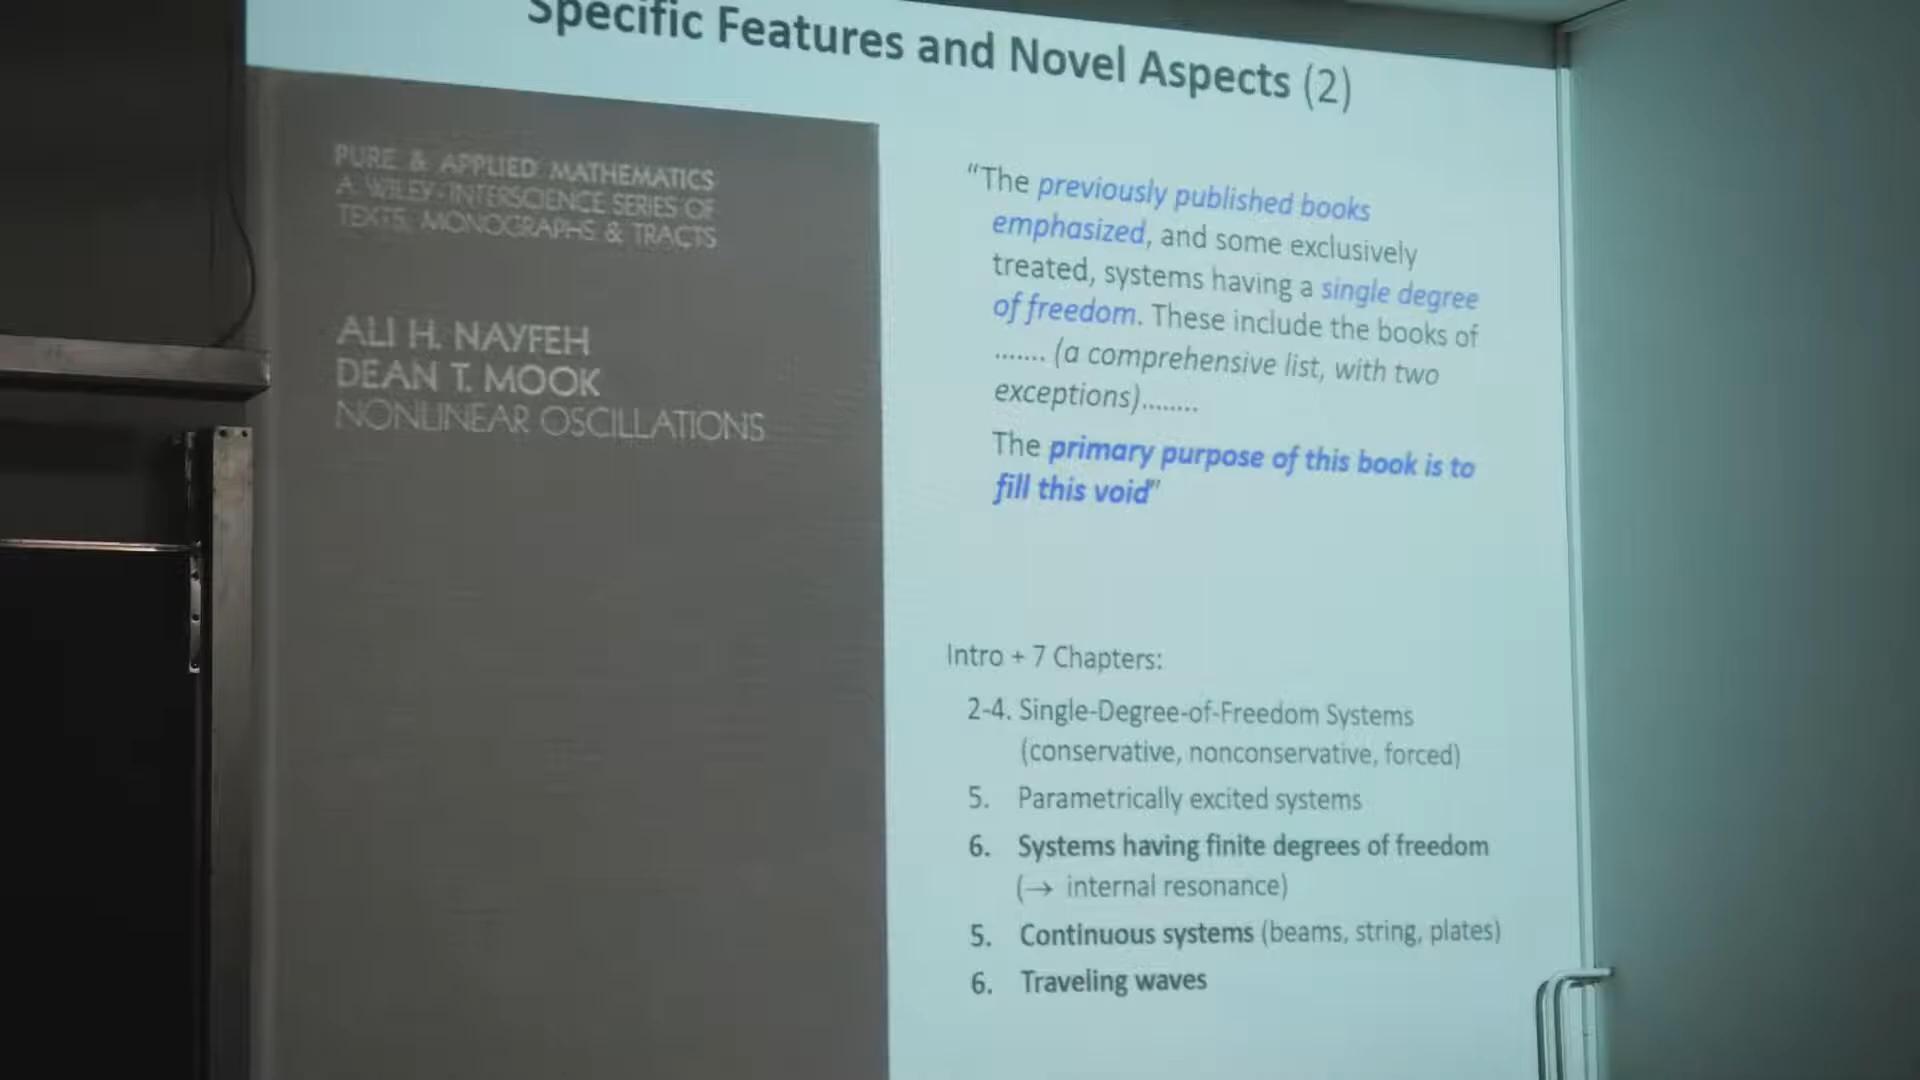 Specific Features and Novel Aspects (2)
PURE & APPLIED MATHEMATICS
A WILEY-INTERSCIENCE SERIES OF
TEXTS, MONOGRAPHS & TRACTS
ALI H. NAYFEH
DEAN T. MOOK
NONLINEAR OSCILLATIONS
“The previously published books
emphasized, and some exclusively
treated, systems having a single degree
of freedom. These include the books of
....... (a comprehensive list, with two
exceptions)........
The primary purpose of this book is to
fill this void”
Intro + 7 Chapters:
2-4. Single-Degree-of-Freedom Systems
(conservative, nonconservative, forced)
5. Parametrically excited systems
6. Systems having finite degrees of freedom
(→ internal resonance)
5. Continuous systems (beams, string, plates)
6. Traveling waves